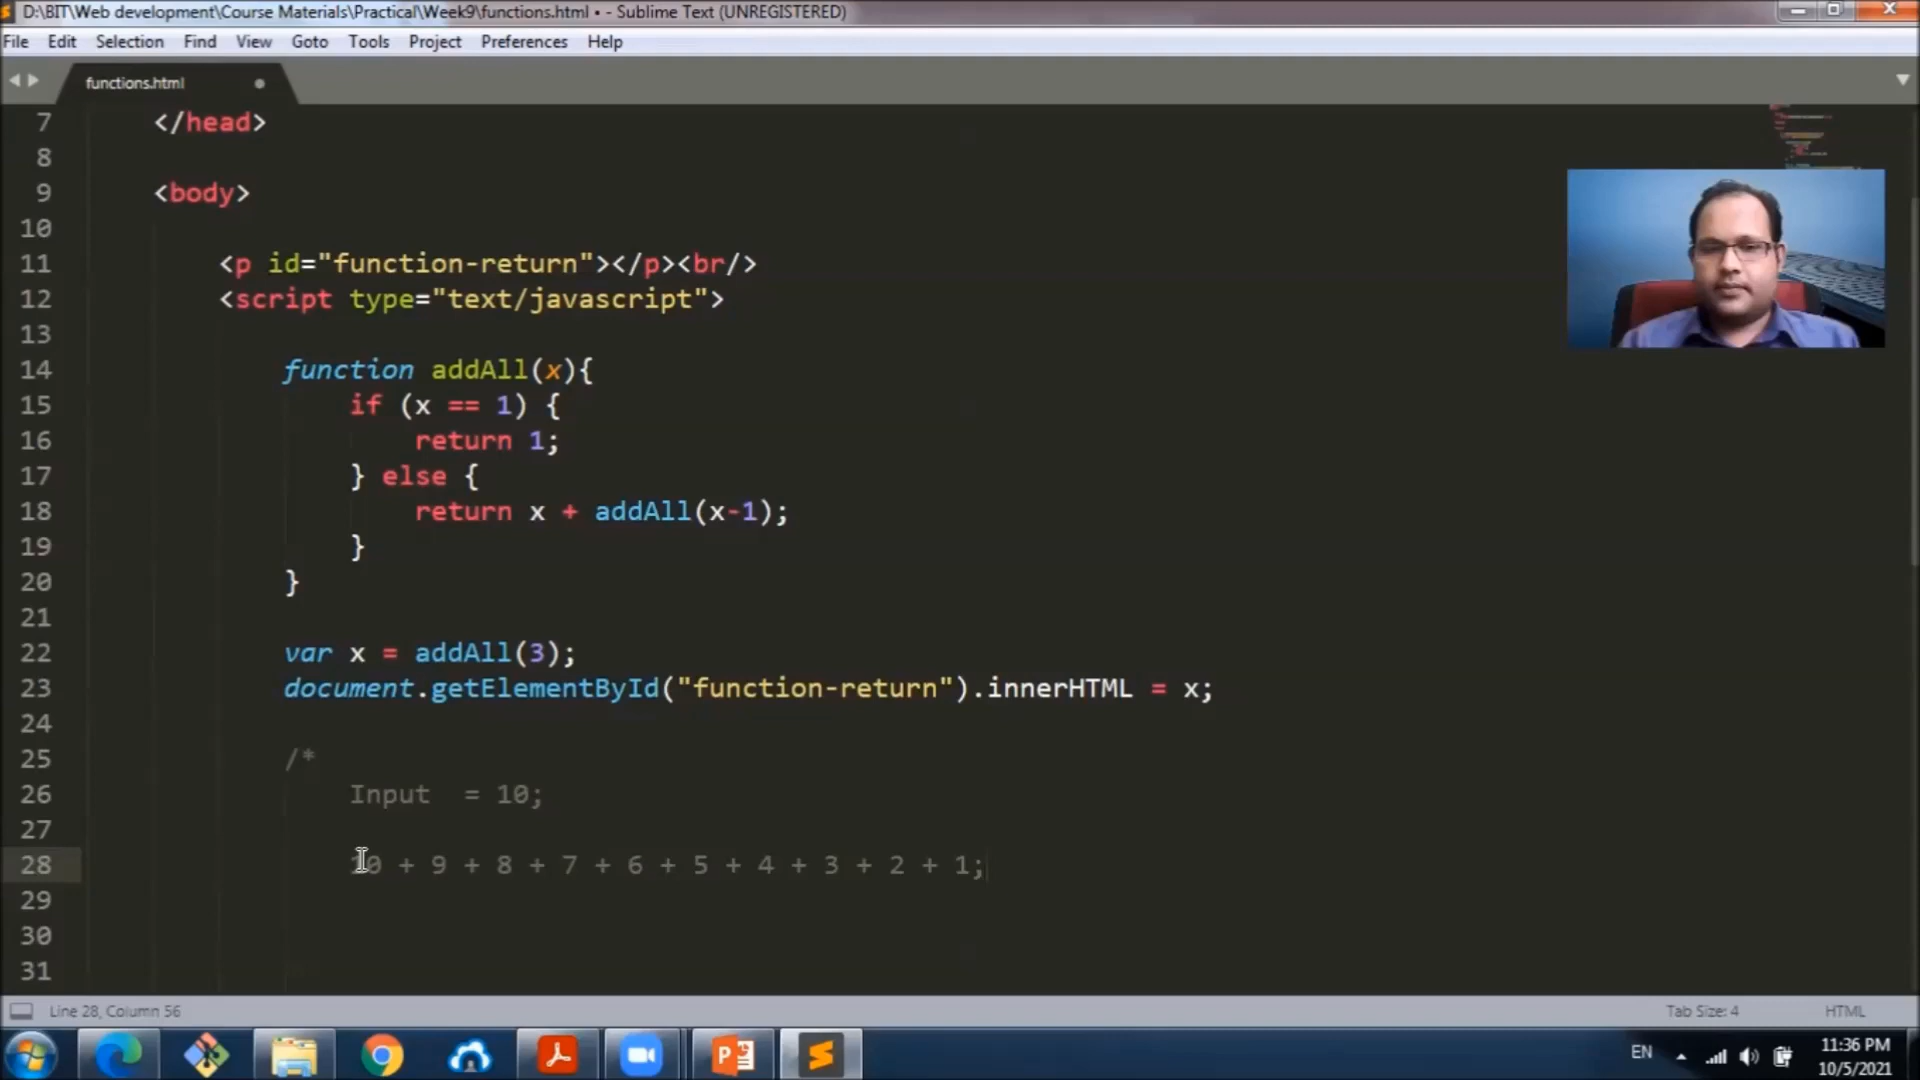 D:\BIT\Web development\Course Materials\Practical\Week9\functions.html • - Sublime Text (UNREGISTERED)
File Edit Selection Find View Goto Tools Project Preferences Help
functions.html
7 </head>
8
9 <body>
10
11 <p id="function-return"></p><br/>
12 <script type="text/javascript">
13
14 function addAll(x){
15 if (x == 1) {
16 return 1;
17 } else {
18 return x + addAll(x-1);
19 }
20 }
21
22 var x = addAll(3);
23 document.getElementById("function-return").innerHTML = x;
24
25 /*
26 Input  = 10;
27
28 10 + 9 + 8 + 7 + 6 + 5 + 4 + 3 + 2 + 1;
29
30
31
Line 28, Column 56 Tab Size: 4 HTML
EN 11:36 PM
10/5/2021